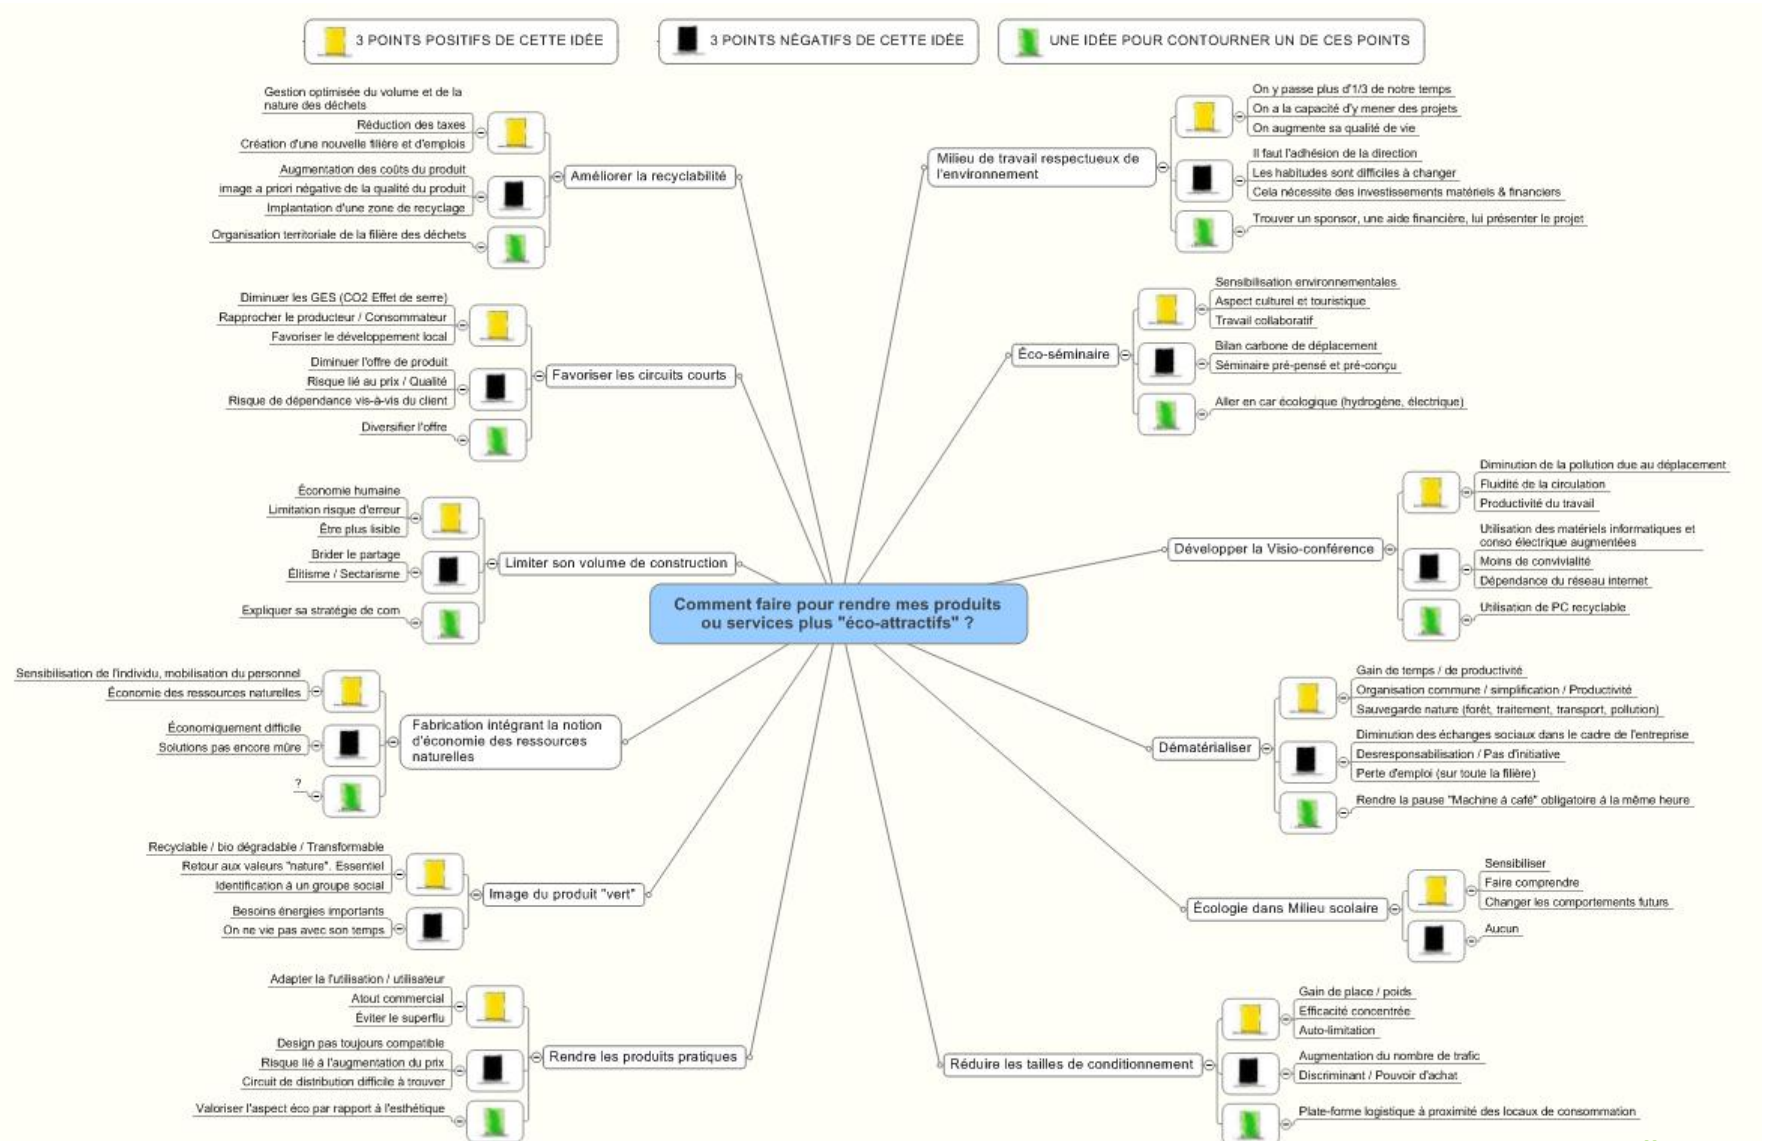 3 POINTS POSITIFS DE CETTE IDÉE
3 POINTS NÉGATIFS DE CETTE IDÉE
UNE IDÉE POUR CONTOURNER UN DE CES POINTS
Comment faire pour rendre mes produits
ou services plus "éco-attractifs" ?
Milieu de travail respectueux de
l'environnement
On y passe plus d'1/3 de notre temps
On a la capacité d'y mener des projets
On augmente sa qualité de vie
Il faut l'adhésion de la direction
Les habitudes sont difficiles à changer
Cela nécessite des investissements matériels & financiers
Trouver un sponsor, une aide financière, lui présenter le projet
Éco-séminaire
Sensibilisation environnementales
Aspect culturel et touristique
Travail collaboratif
Bilan carbone de déplacement
Séminaire pré-pensé et pré-conçu
Aller en car écologique (hydrogène, électrique)
Développer la Visio-conférence
Diminution de la pollution due au déplacement
Fluidité de la circulation
Productivité du travail
Utilisation des matériels informatiques et
conso électrique augmentées
Moins de convivialité
Dépendance du réseau internet
Utilisation de PC recyclable
Dématérialiser
Gain de temps / de productivité
Organisation commune / simplification / Productivité
Sauvegarde nature (forêt, traitement, transport, pollution)
Diminution des échanges sociaux dans le cadre de l'entreprise
Desresponsabilisation / Pas d'initiative
Perte d'emploi (sur toute la filière)
Rendre la pause "Machine à café" obligatoire à la même heure
Écologie dans Milieu scolaire
Sensibiliser
Faire comprendre
Changer les comportements futurs
Aucun
Réduire les tailles de conditionnement
Gain de place / poids
Efficacité concentrée
Auto-limitation
Augmentation du nombre de trafic
Discriminant / Pouvoir d'achat
Plate-forme logistique à proximité des locaux de consommation
Améliorer la recyclabilité
Gestion optimisée du volume et de la
nature des déchets
Réduction des taxes
Création d'une nouvelle filière et d'emplois
Augmentation des coûts du produit
image a priori négative de la qualité du produit
Implantation d'une zone de recyclage
Organisation territoriale de la filière des déchets
Favoriser les circuits courts
Diminuer les GES (CO2 Effet de serre)
Rapprocher le producteur / Consommateur
Favoriser le développement local
Diminuer l'offre de produit
Risque lié au prix / Qualité
Risque de dépendance vis-à-vis du client
Diversifier l'offre
Limiter son volume de construction
Économie humaine
Limitation risque d'erreur
Être plus lisible
Brider le partage
Élitisme / Sectarisme
Expliquer sa stratégie de com
Fabrication intégrant la notion
d'économie des ressources
naturelles
Sensibilisation de l'individu, mobilisation du personnel
Économie des ressources naturelles
Économiquement difficile
Solutions pas encore mûre
?
Image du produit "vert"
Recyclable / bio dégradable / Transformable
Retour aux valeurs "nature". Essentiel
Identification à un groupe social
Besoins énergies importants
On ne vie pas avec son temps
Rendre les produits pratiques
Adapter la l'utilisation / utilisateur
Atout commercial
Éviter le superflu
Design pas toujours compatible
Risque lié à l'augmentation du prix
Circuit de distribution difficile à trouver
Valoriser l'aspect éco par rapport à l'esthétique